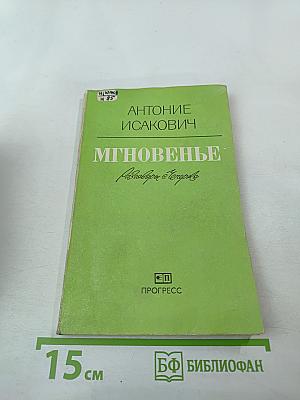 АНТОНИЕ
ИСАКОВИЧ
МГНОВЕНЬЕ
ПРОГРЕСС
15 см
БФ БИБЛИОФАН